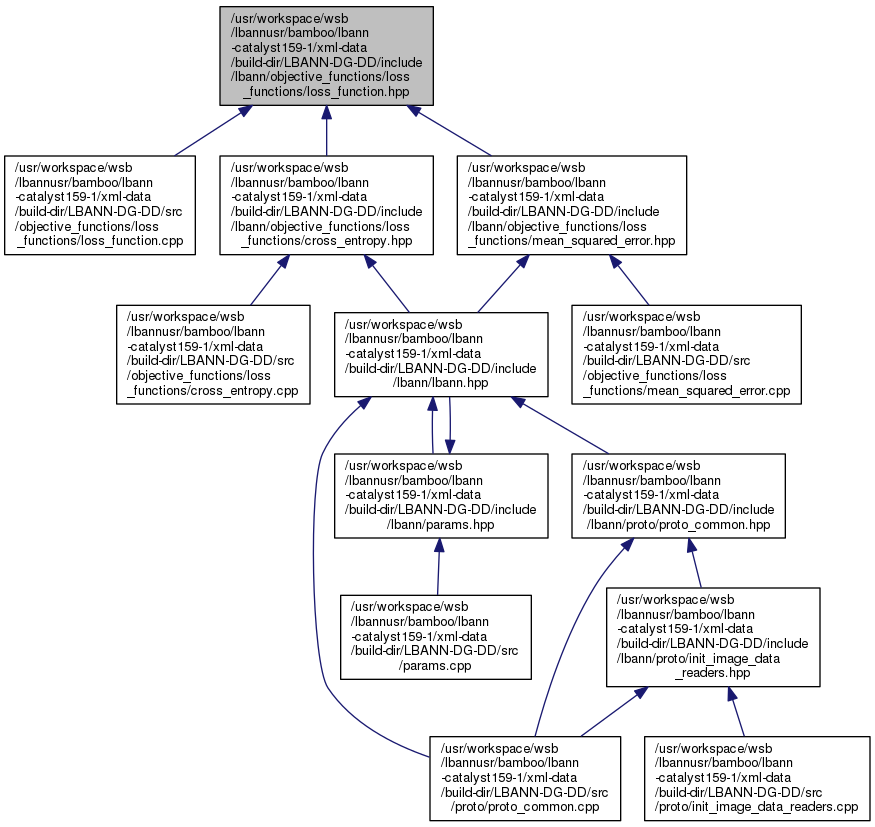 /usr/workspace/wsb
/lbannusr/bamboo/lbann
-catalyst159-1/xml-data
/build-dir/LBANN-DG-DD/include
/lbann/objective_functions/loss
_functions/loss_function.hpp
/usr/workspace/wsb
/lbannusr/bamboo/lbann
-catalyst159-1/xml-data
/build-dir/LBANN-DG-DD/src
/objective_functions/loss
_functions/loss_function.cpp
/usr/workspace/wsb
/lbannusr/bamboo/lbann
-catalyst159-1/xml-data
/build-dir/LBANN-DG-DD/include
/lbann/objective_functions/loss
_functions/cross_entropy.hpp
/usr/workspace/wsb
/lbannusr/bamboo/lbann
-catalyst159-1/xml-data
/build-dir/LBANN-DG-DD/include
/lbann/objective_functions/loss
_functions/mean_squared_error.hpp
/usr/workspace/wsb
/lbannusr/bamboo/lbann
-catalyst159-1/xml-data
/build-dir/LBANN-DG-DD/src
/objective_functions/loss
_functions/cross_entropy.cpp
/usr/workspace/wsb
/lbannusr/bamboo/lbann
-catalyst159-1/xml-data
/build-dir/LBANN-DG-DD/include
/lbann/lbann.hpp
/usr/workspace/wsb
/lbannusr/bamboo/lbann
-catalyst159-1/xml-data
/build-dir/LBANN-DG-DD/src
/objective_functions/loss
_functions/mean_squared_error.cpp
/usr/workspace/wsb
/lbannusr/bamboo/lbann
-catalyst159-1/xml-data
/build-dir/LBANN-DG-DD/include
/lbann/params.hpp
/usr/workspace/wsb
/lbannusr/bamboo/lbann
-catalyst159-1/xml-data
/build-dir/LBANN-DG-DD/include
/lbann/proto/proto_common.hpp
/usr/workspace/wsb
/lbannusr/bamboo/lbann
-catalyst159-1/xml-data
/build-dir/LBANN-DG-DD/src
/params.cpp
/usr/workspace/wsb
/lbannusr/bamboo/lbann
-catalyst159-1/xml-data
/build-dir/LBANN-DG-DD/include
/lbann/proto/init_image_data
_readers.hpp
/usr/workspace/wsb
/lbannusr/bamboo/lbann
-catalyst159-1/xml-data
/build-dir/LBANN-DG-DD/src
/proto/proto_common.cpp
/usr/workspace/wsb
/lbannusr/bamboo/lbann
-catalyst159-1/xml-data
/build-dir/LBANN-DG-DD/src
/proto/init_image_data_readers.cpp